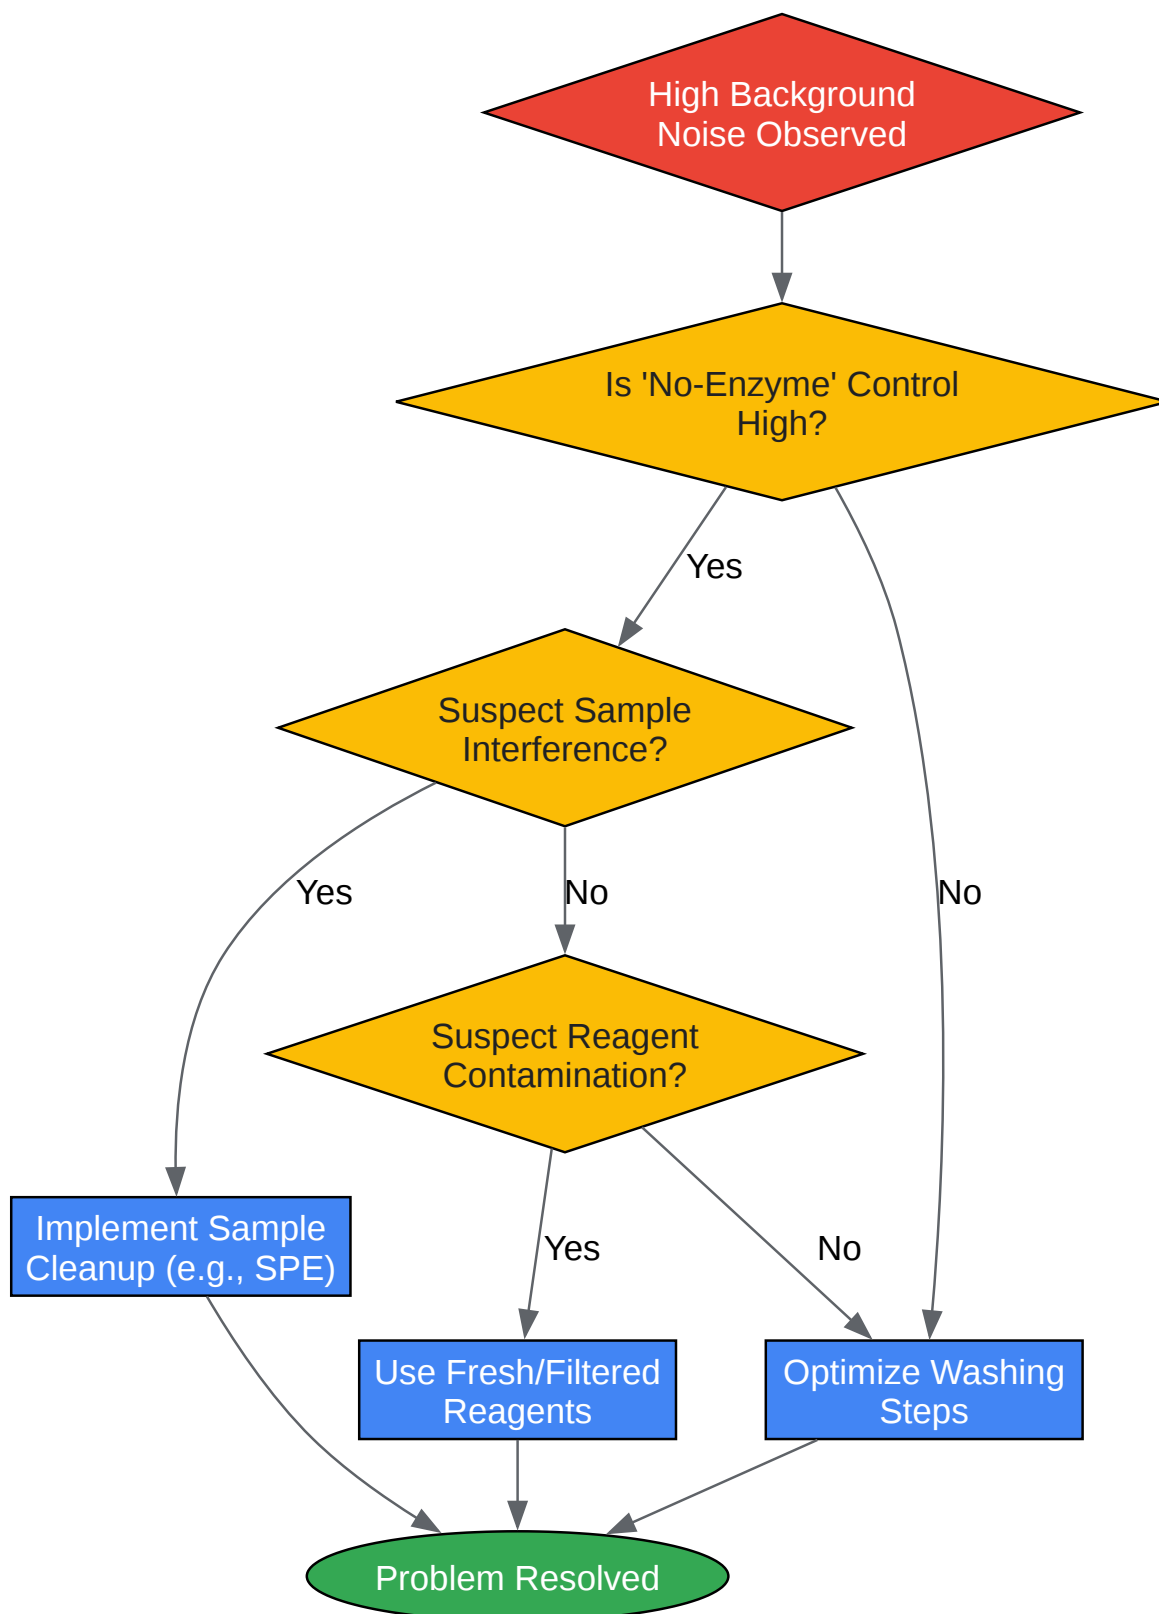 High Background
Noise Observed
Is 'No-Enzyme' Control
High?
Yes
Suspect Sample
Interference?
Yes
No
No
Suspect Reagent
Contamination?
Implement Sample
Cleanup (e.g., SPE)
Yes
No
Use Fresh/Filtered
Reagents
Optimize Washing
Steps
Problem Resolved